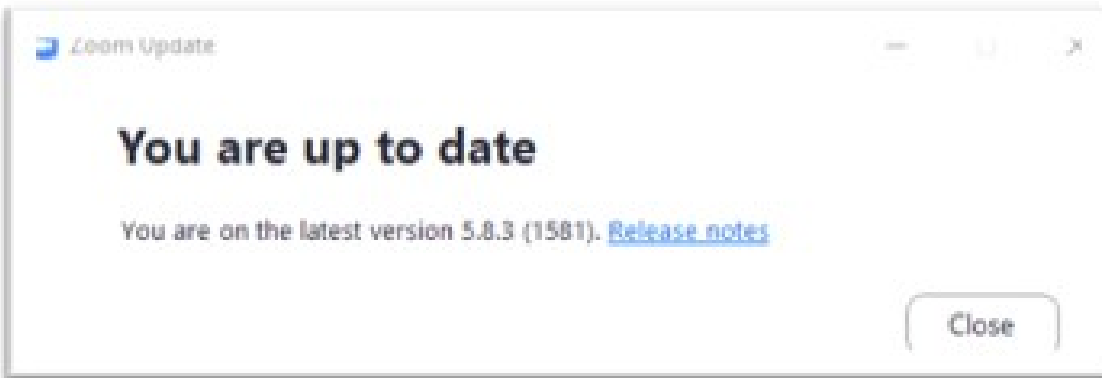 Zoom Update
You are up to date
You are on the latest version 5.8.3 (1581). Release notes
Close